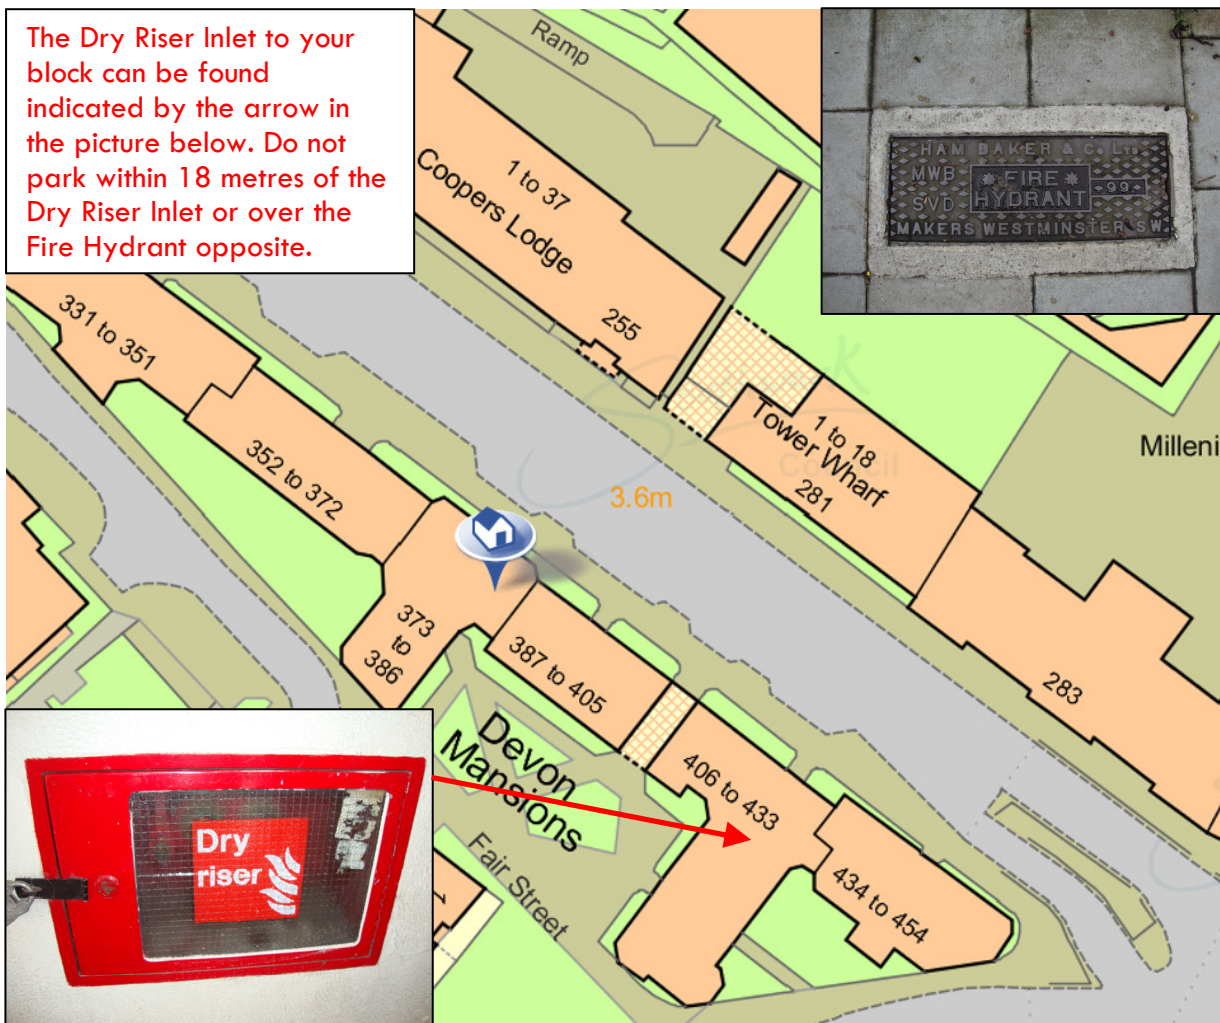 The Dry Riser Inlet to your
block can be found
indicated by the arrow in
the picture below. Do not
park within 18 metres of the
Dry Riser Inlet or over the
Fire Hydrant opposite.
Ramp
HAM BAKER & Co. LTD
MWB
SVD
FIRE
HYDRANT
99
MAKERS WESTMINSTER SW
1 to 37
Coopers Lodge
255
331 to 351
352 to 372
1 to 18
Tower Wharf
281
Council
Milleni
3.6m
373
to
386
387 to 405
283
Devon
Mansions
406 to 433
434 to 454
Fair Street
Dry
riser